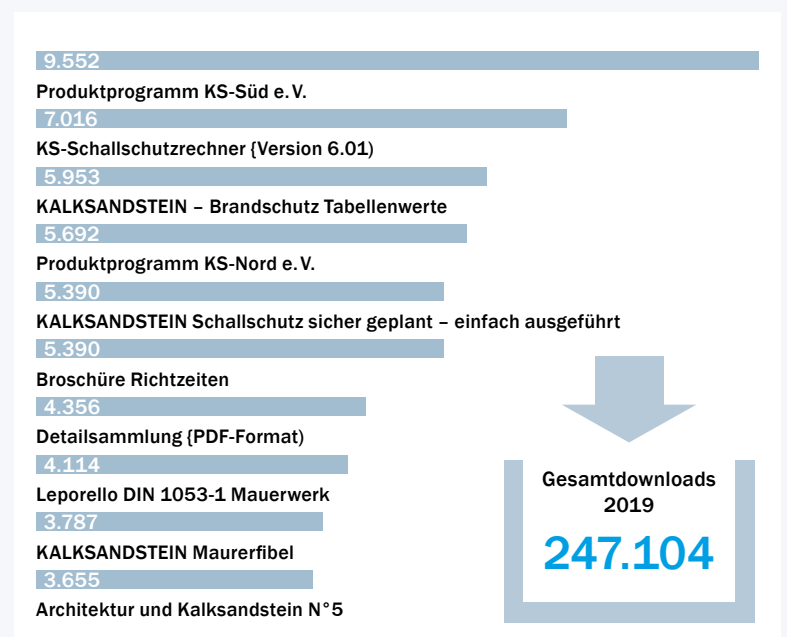 9.552
Produktprogramm KS-Süd e.V.
7.016
KS-Schallschutzrechner {Version 6.01)
5.953
KALKSANDSTEIN – Brandschutz Tabellenwerte
5.692
Produktprogramm KS-Nord e.V.
5.390
KALKSANDSTEIN Schallschutz sicher geplant – einfach ausgeführt
5.390
Broschüre Richtzeiten
4.356
Detailsammlung {PDF-Format)
4.114
Leporello DIN 1053-1 Mauerwerk
3.787
KALKSANDSTEIN Maurerfibel
3.655
Architektur und Kalksandstein N°5
Gesamtdownloads
2019
247.104